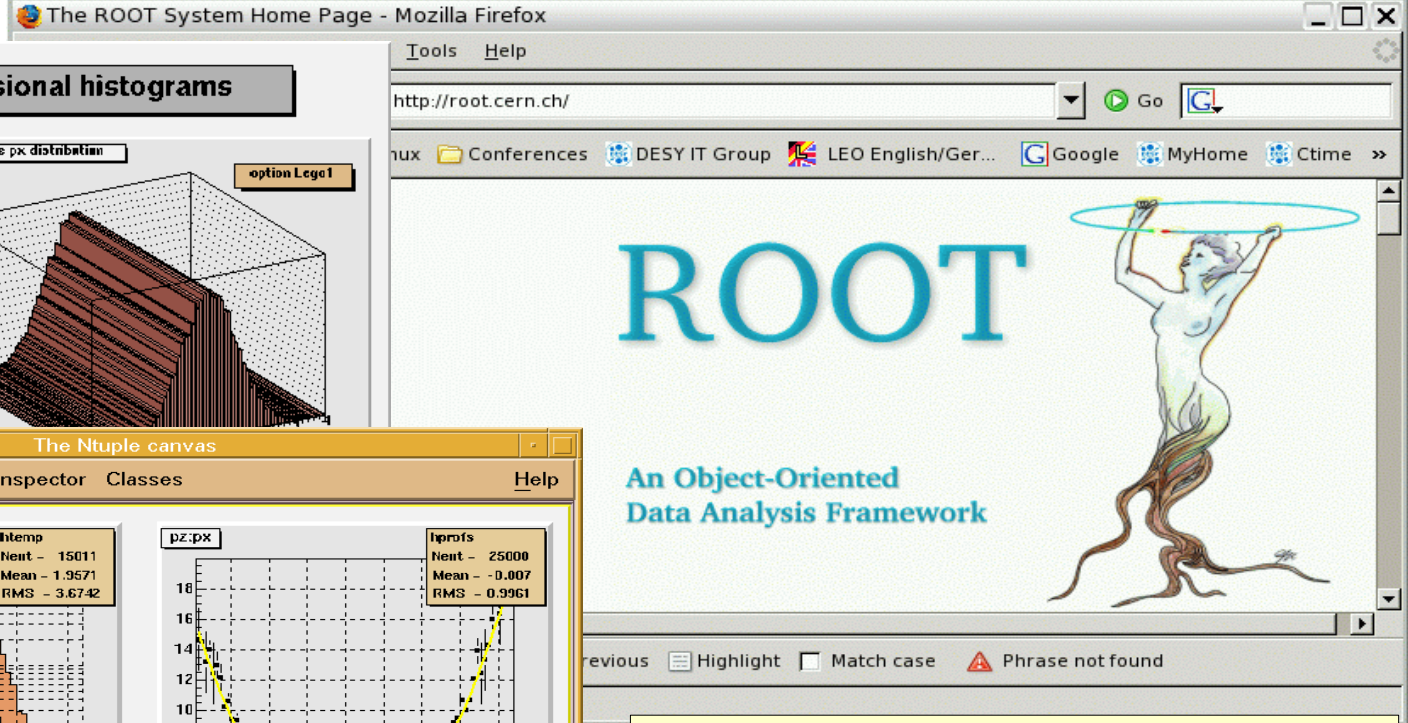 The ROOT System Home Page - Mozilla Firefox
Tools Help
sional histograms
http://root.cern.ch/
Go
s px distribution
nux Conferences DESY IT Group LEO English/Ger... Google MyHome Ctime »
option Lego1
ROOT
An Object-Oriented
Data Analysis Framework
The Ntuple canvas
nspector Classes Help
htemp
Nent = 15011
Mean = 1.9571
RMS = 3.6742
pz:px
hprofs
Nent = 25000
Mean = -0.007
RMS = 0.9961
18
16
14
12
10
revious Highlight Match case Phrase not found